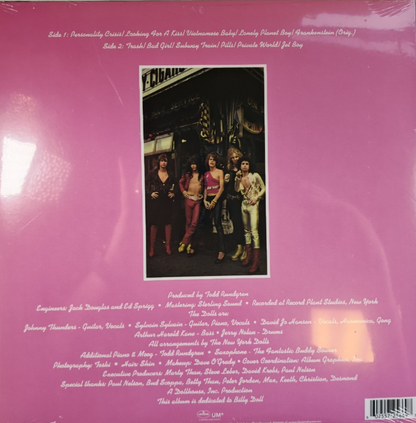 Side 1: Personality Crisis/ Looking For A Kiss/ Vietnamese Baby/ Lonely Planet Boy/ Frankenstein (Orig.)
Side 2: Trash/ Bad Girl/ Subway Train/ Pills/ Private World/ Jet Boy
CIGARS
Produced by Todd Rundgren
Engineers: Jack Douglas and Ed Sprigg • Mastering: Sterling Sound • Recorded at Record Plant Studios, New York
The Dolls are
Johnny Thunders - Guitar, Vocals • Sylvain Sylvain - Guitar, Piano, Vocals • David Jo Hansen - Vocals, Harmonica, Gong
Arthur Harold Kane - Bass • Jerry Nolan - Drums
All arrangements by The New York Dolls
Additional Piano & Moog - Todd Rundgren • Saxophone - The Fantastic Buddy Bowser
Photography: Toshi • Hair: Shin • Makeup: Dave O'Grady • Cover Coordination: Album Graphics, Inc.
Executive Producers: Marty Thau, Steve Leber, David Krebs, Paul Nelson
Special thanks: Paul Nelson, Bud Scoppa, Betty Thau, Peter Jordan, Max, Keeth, Christian, Desmond
A Dollhouse, Inc. Production
This album is dedicated to Billy Doll